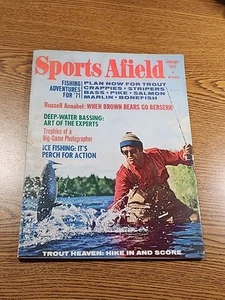 Sports Afield
FISHING
ADVENTURES
FOR '71
PLAN NOW FOR TROUT
CRAPPIES • STRIPERS
BASS • PIKE • SALMON
MARLIN • BONEFISH
Russell Annabel: WHEN BROWN BEARS GO BERSERK
DEEP-WATER BASSING:
ART OF THE EXPERTS
Trophies of a
Big-Game Photographer
ICE FISHING: IT'S
PERCH FOR ACTION
TROUT HEAVEN: HIKE IN AND SCORE